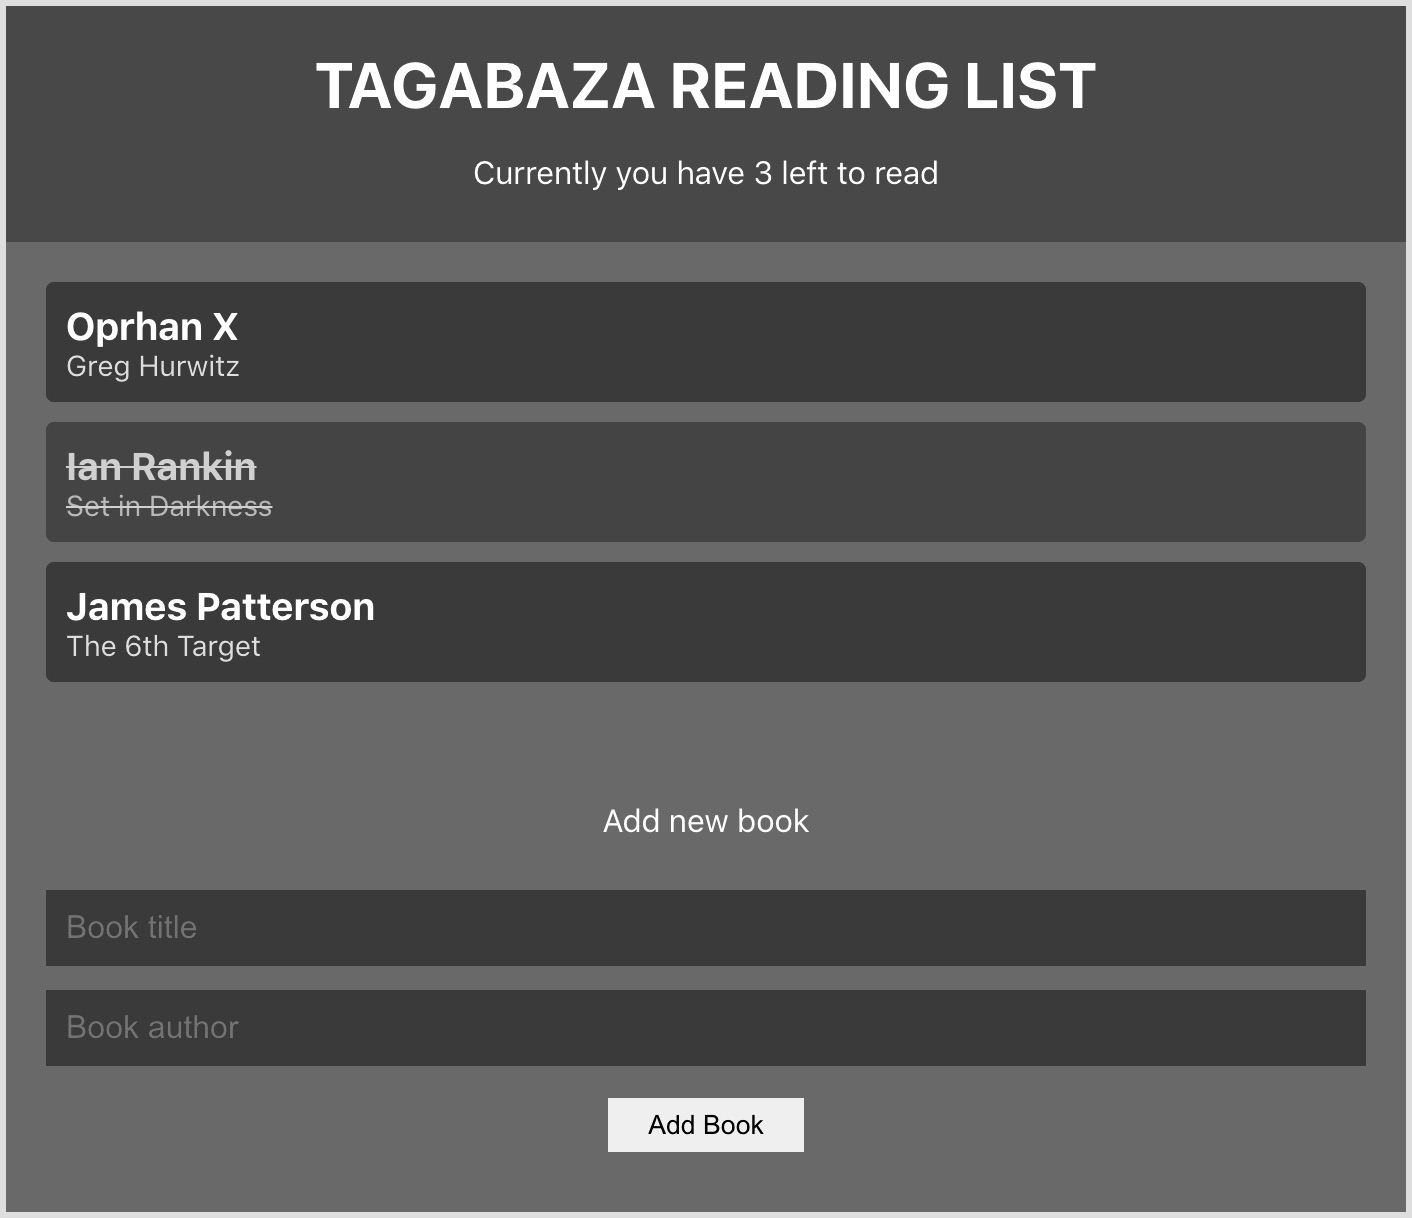 TAGABAZA READING LIST
Currently you have 3 left to read
Oprhan X
Greg Hurwitz
Ian Rankin
Set in Darkness
James Patterson
The 6th Target
Add new book
Book title
Book author
Add Book